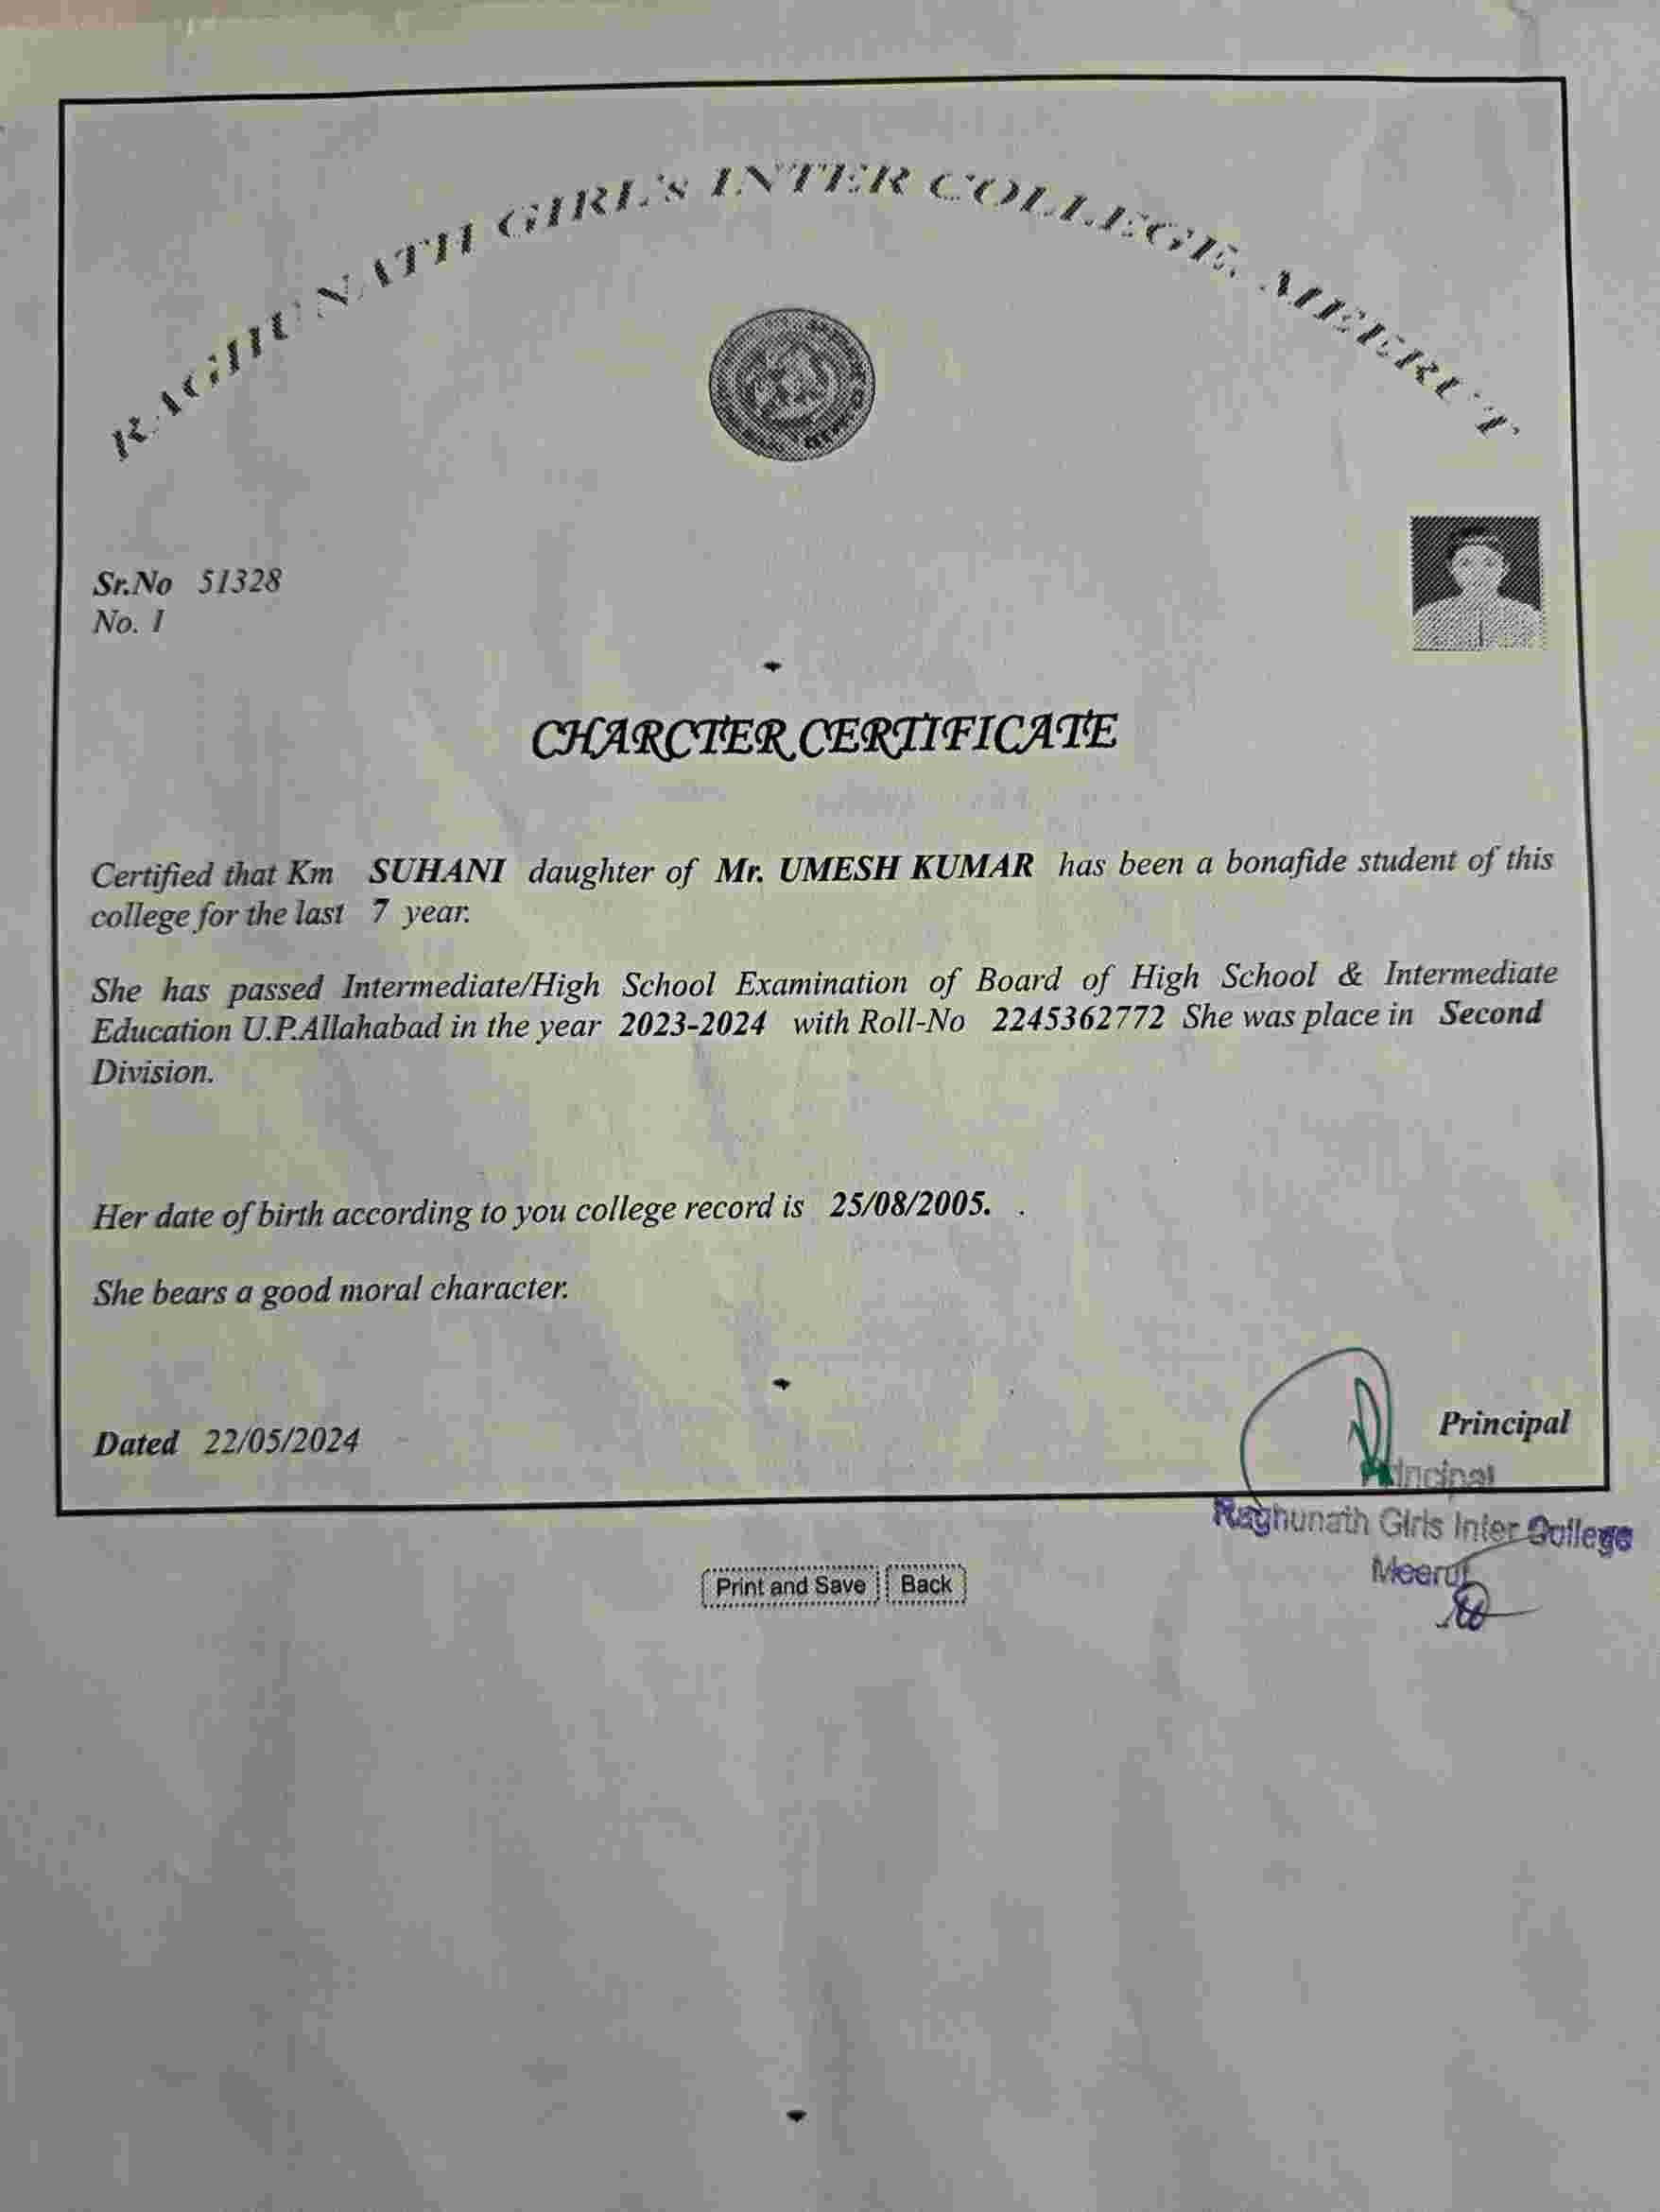 RAGHUNATH GIRL's INTER COLLEGE, MEERUT
Sr.No 51328
No. 1
CHARCTER CERTIFICATE
Certified that Km SUHANI daughter of Mr. UMESH KUMAR has been a bonafide student of this
college for the last 7 year.
She has passed Intermediate/High School Examination of Board of High School & Intermediate
Education U.P.Allahabad in the year 2023-2024 with Roll-No 2245362772 She was place in Second
Division.
Her date of birth according to you college record is 25/08/2005. .
She bears a good moral character.
Dated 22/05/2024
Principal
Principal
Raghunath Girls Inter College
Meerut
Print and Save Back